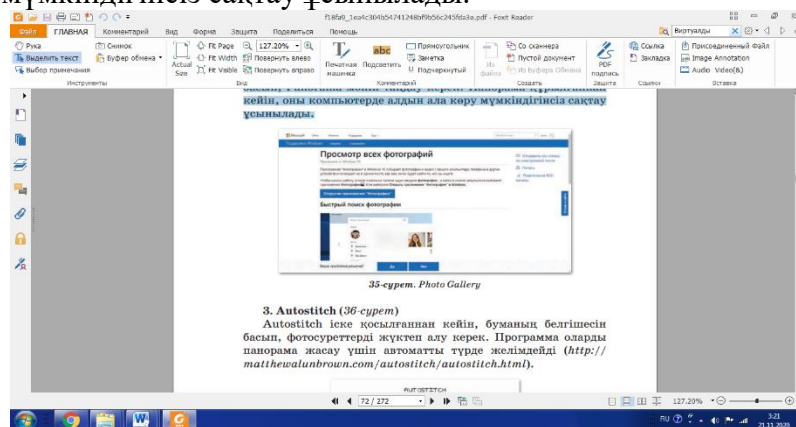 мүмкіндігінсіз сақтау ұсынылады.
f18fa0_1ea4c304b54741248bf9b56c245fda3e.pdf - Foxit Reader
Файл ГЛАВНАЯ Комментарий Вид Форма Защита Поделиться Помощь
Виртуалды
Рука
Выделить текст
Выбор примечания
Инструменты
Снимок
Буфер обмена
Actual Size
Fit Page
Fit Width
Fit Visible
127.20%
Повернуть влево
Повернуть вправо
Вид
Печатная машинка
Подсветить
Прямоугольник
Заметка
Подчеркнутый
Комментарий
Из файла
Со сканера
Пустой документ
Из Буфера Обмена
Создать
PDF подпись
Защита
Ссылка
Закладка
Ссылки
Присоединенный Файл
Image Annotation
Audio Video(&)
Вставка
кейін, оны компьютерде алдын ала көру мүмкіндігінсіз сақтау
ұсынылады.
Просмотр всех фотографий
Быстрый поиск фотографии
Да
35-сурет. Photo Gallery
3. Autostitch (36-сурет)
Autostitch іске қосылғаннан кейін, буманың белгішесін
басып, фотосуреттерді жүктеп алу керек. Программа оларды
панорама жасау үшін автоматты түрде желімдейді (http://
matthewalunbrown.com/autostitch/autostitch.html).
AUTOSTITCH
72 / 272
127.20%
RU
3:21
21.11.2020